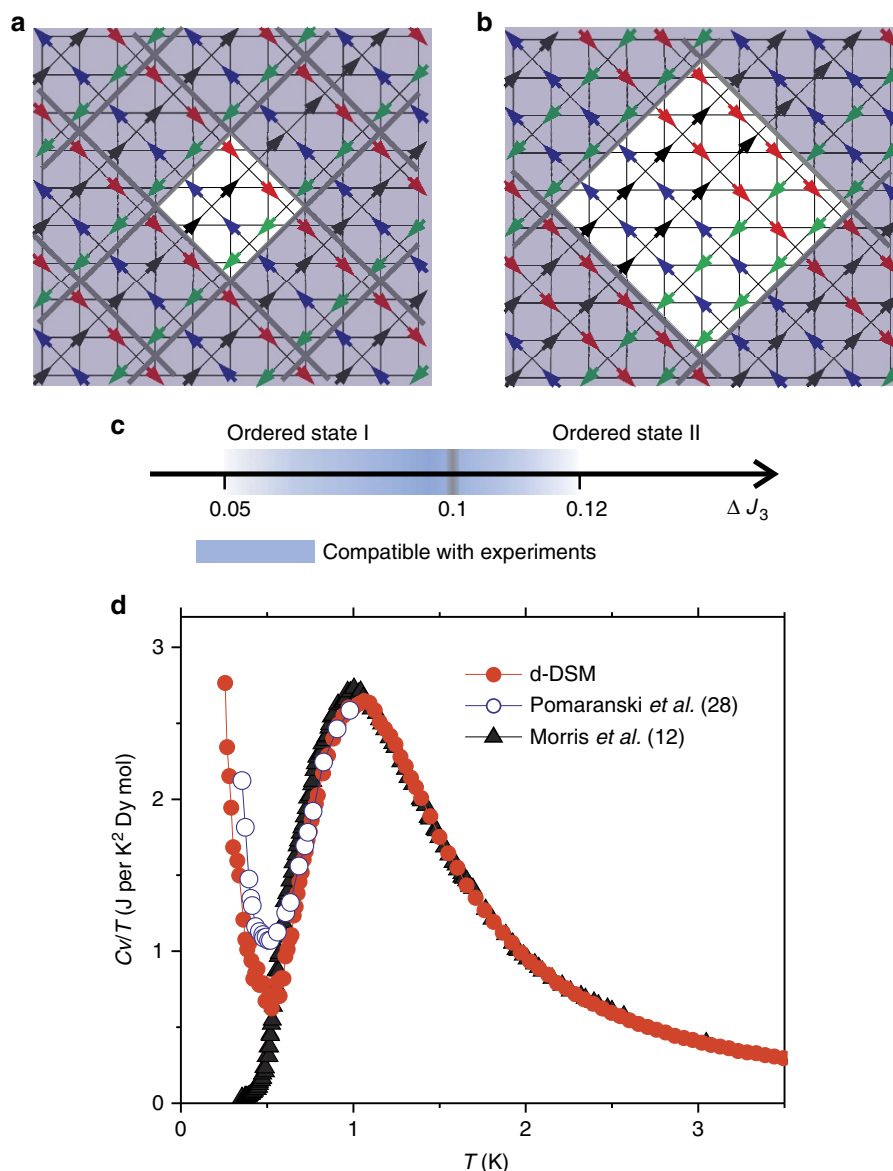 a
b
c
Ordered state I
Ordered state II
0.05
0.1
0.12
Δ J3
Compatible with experiments
d
3
2
1
0
Cv/T (J per K2 Dy mol)
d-DSM
Pomaranski et al. (28)
Morris et al. (12)
0
1
2
3
T (K)